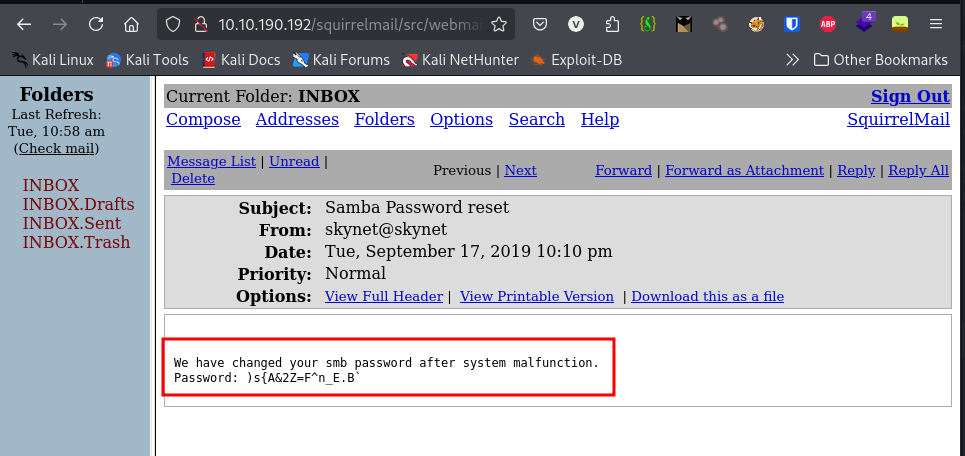 10.10.190.192/squirrelmail/src/webma
ABP
4
Kali Linux Kali Tools Kali Docs Kali Forums Kali NetHunter Exploit-DB Other Bookmarks
Folders
Last Refresh:
Tue, 10:58 am
(Check mail)
INBOX
INBOX.Drafts
INBOX.Sent
INBOX.Trash
Current Folder: INBOX Sign Out
Compose Addresses Folders Options Search Help SquirrelMail
Message List | Unread | Previous | Next Forward | Forward as Attachment | Reply | Reply All
Delete
Subject: Samba Password reset
From: skynet@skynet
Date: Tue, September 17, 2019 10:10 pm
Priority: Normal
Options: View Full Header | View Printable Version | Download this as a file
We have changed your smb password after system malfunction.
Password: )s{A&2Z=F^n_E.B`